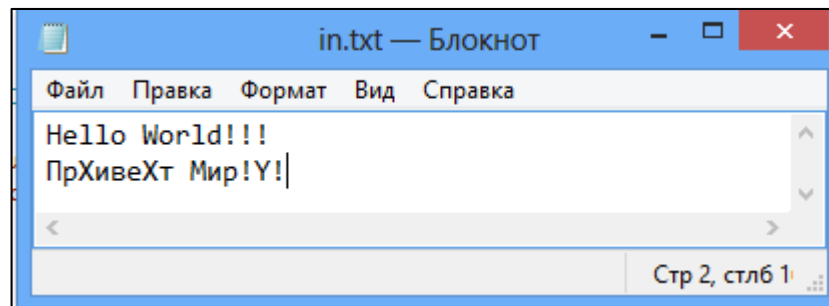 in.txt — Блокнот
Файл Правка Формат Вид Справка
Hello World!!!
ПрХивеХт Мир!Y!
Стр 2, стлб 1